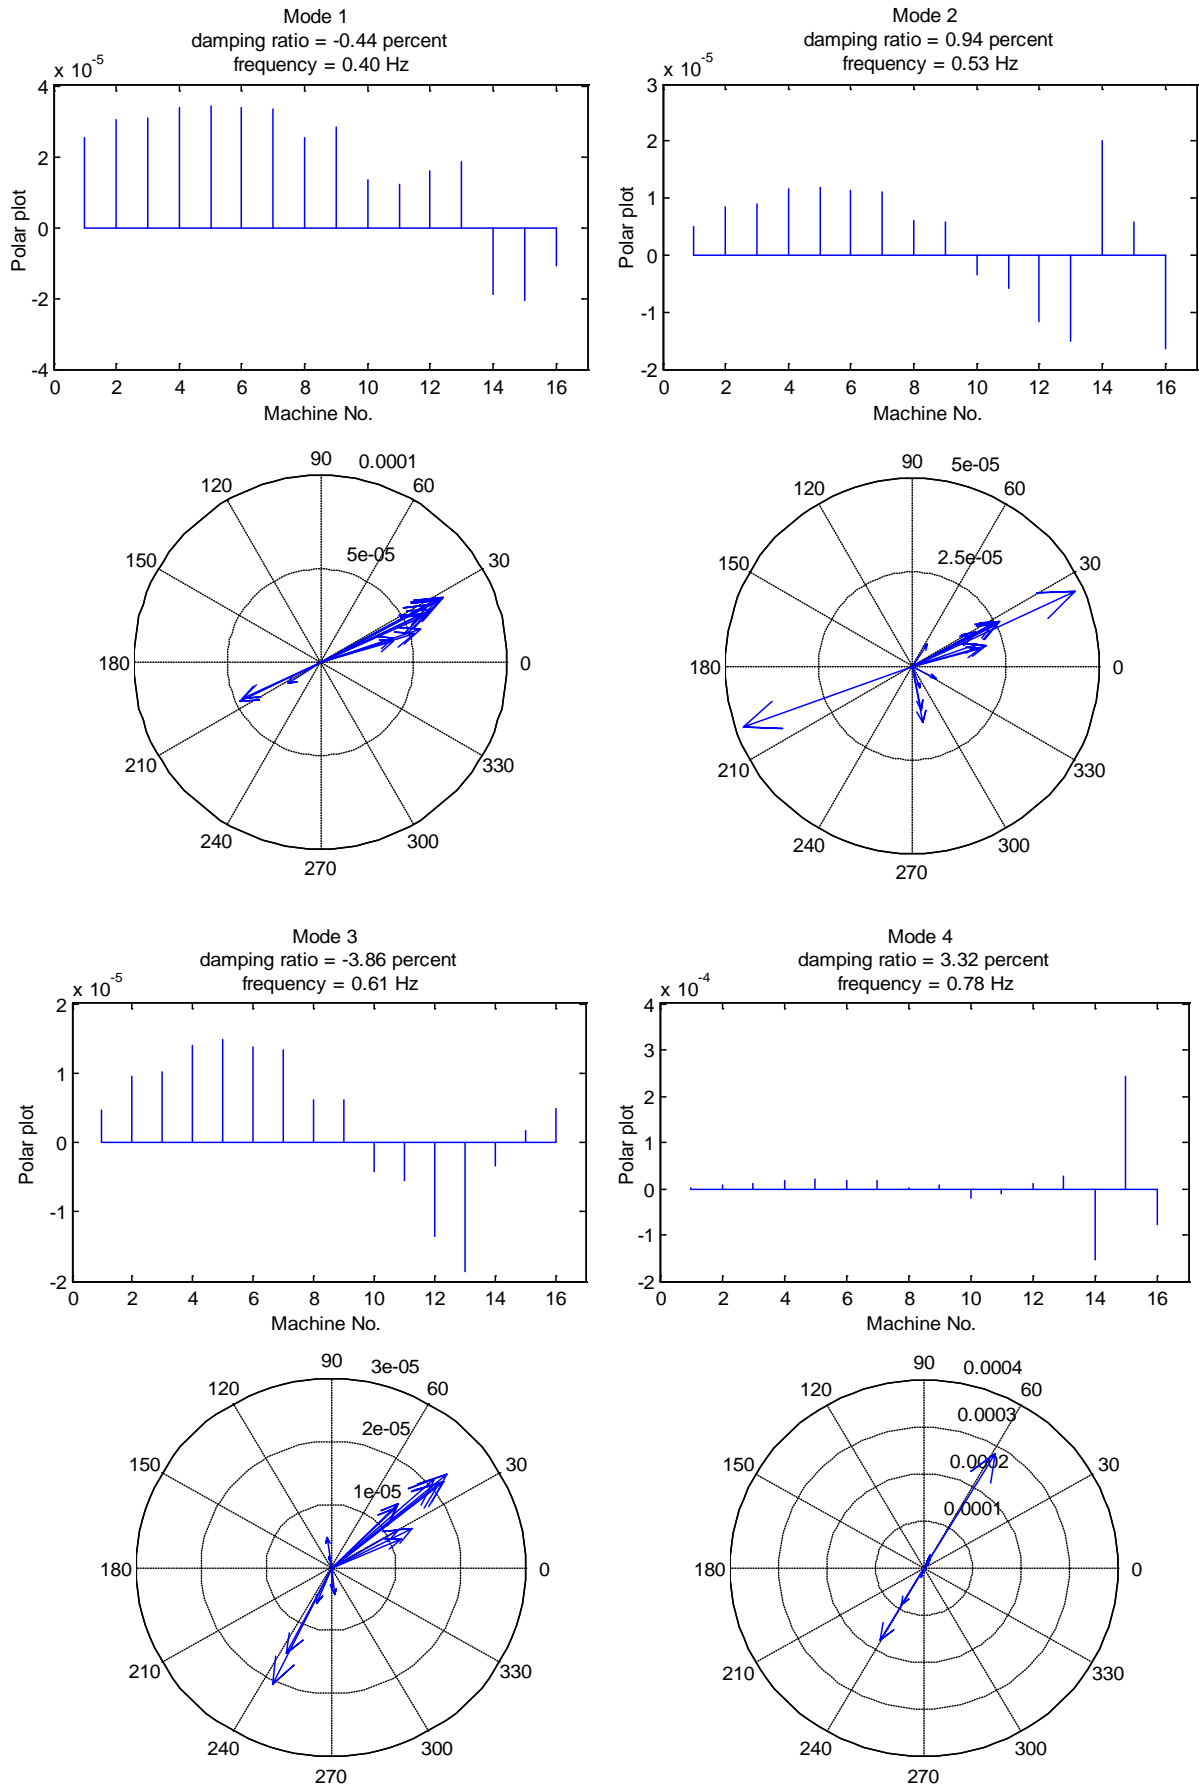 Mode 1
damping ratio = -0.44 percent
frequency = 0.40 Hz
x 10^-5
4
2
0
-2
-4
Polar plot
0 2 4 6 8 10 12 14 16
Machine No.
Mode 2
damping ratio = 0.94 percent
frequency = 0.53 Hz
x 10^-5
3
2
1
0
-1
-2
Polar plot
0 2 4 6 8 10 12 14 16
Machine No.
90 0.0001
120 60
5e-05
150 30
180 0
210 330
240 300
270
90 5e-05
120 60
2.5e-05
150 30
180 0
210 330
240 300
270
Mode 3
damping ratio = -3.86 percent
frequency = 0.61 Hz
x 10^-5
2
1
0
-1
-2
Polar plot
0 2 4 6 8 10 12 14 16
Machine No.
Mode 4
damping ratio = 3.32 percent
frequency = 0.78 Hz
x 10^-4
4
3
2
1
0
-1
-2
Polar plot
0 2 4 6 8 10 12 14 16
Machine No.
90 3e-05
120 60
2e-05
150 30
1e-05
180 0
210 330
240 300
270
90 0.0004
120 60
0.0003
0.0002
150 30
0.0001
180 0
210 330
240 300
270